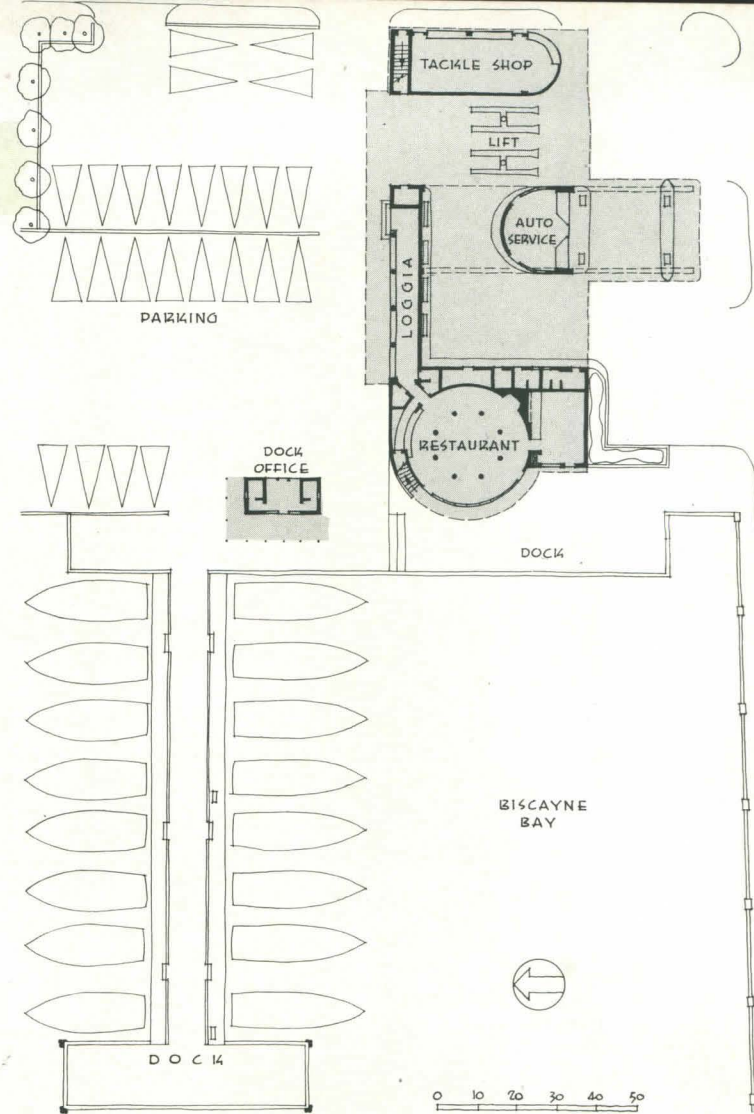 TACKLE SHOP
LIFT
AUTO
SERVICE
LOGGIA
PARKING
RESTAURANT
DOCK
OFFICE
DOCK
BISCAYNE
BAY
DOCK
0 10 20 30 40 50